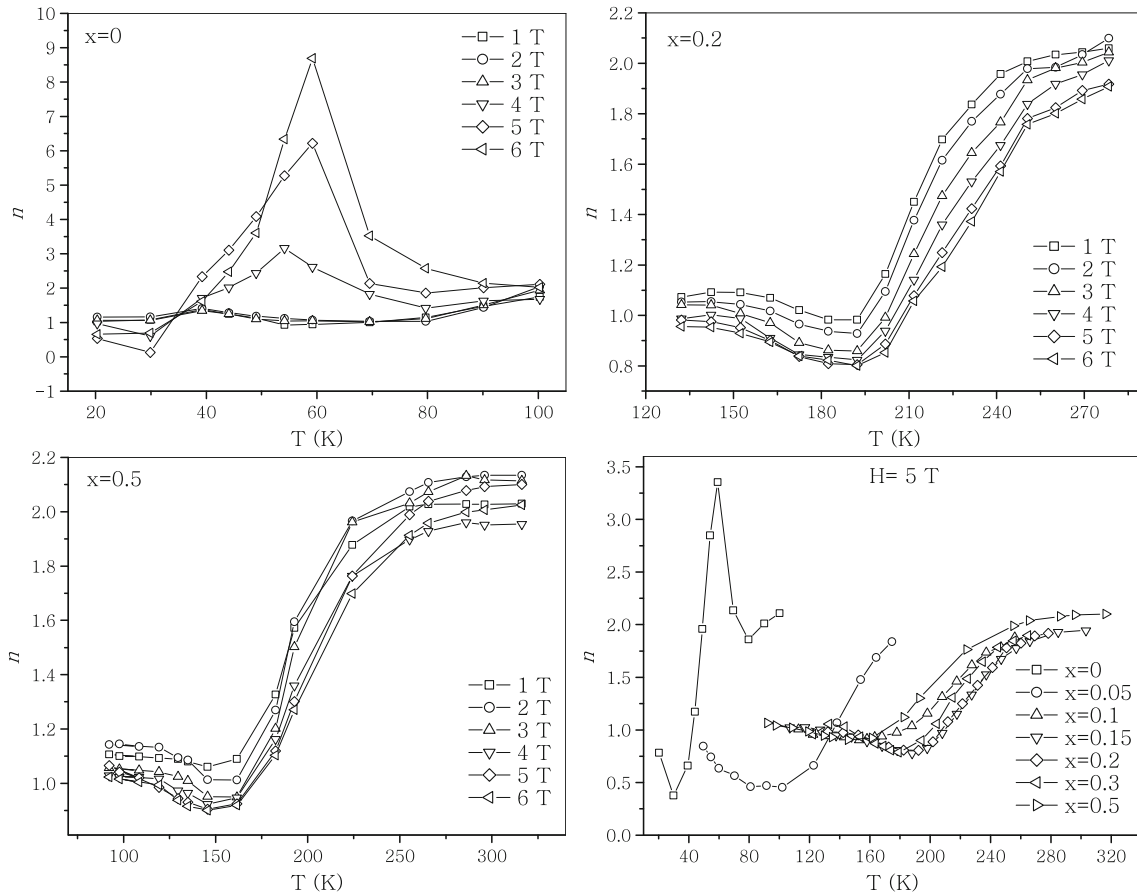 x=0
1 T
2 T
3 T
4 T
5 T
6 T
10
9
8
7
6
5
4
3
2
1
0
-1
n
20
40
60
80
100
T (K)
x=0.2
1 T
2 T
3 T
4 T
5 T
6 T
2.2
2.0
1.8
1.6
1.4
1.2
1.0
0.8
n
120
150
180
210
240
270
T (K)
x=0.5
1 T
2 T
3 T
4 T
5 T
6 T
2.2
2.0
1.8
1.6
1.4
1.2
1.0
n
100
150
200
250
300
T (K)
H= 5 T
x=0
x=0.05
x=0.1
x=0.15
x=0.2
x=0.3
x=0.5
3.5
3.0
2.5
2.0
1.5
1.0
0.5
0.0
n
0
40
80
120
160
200
240
280
320
T (K)